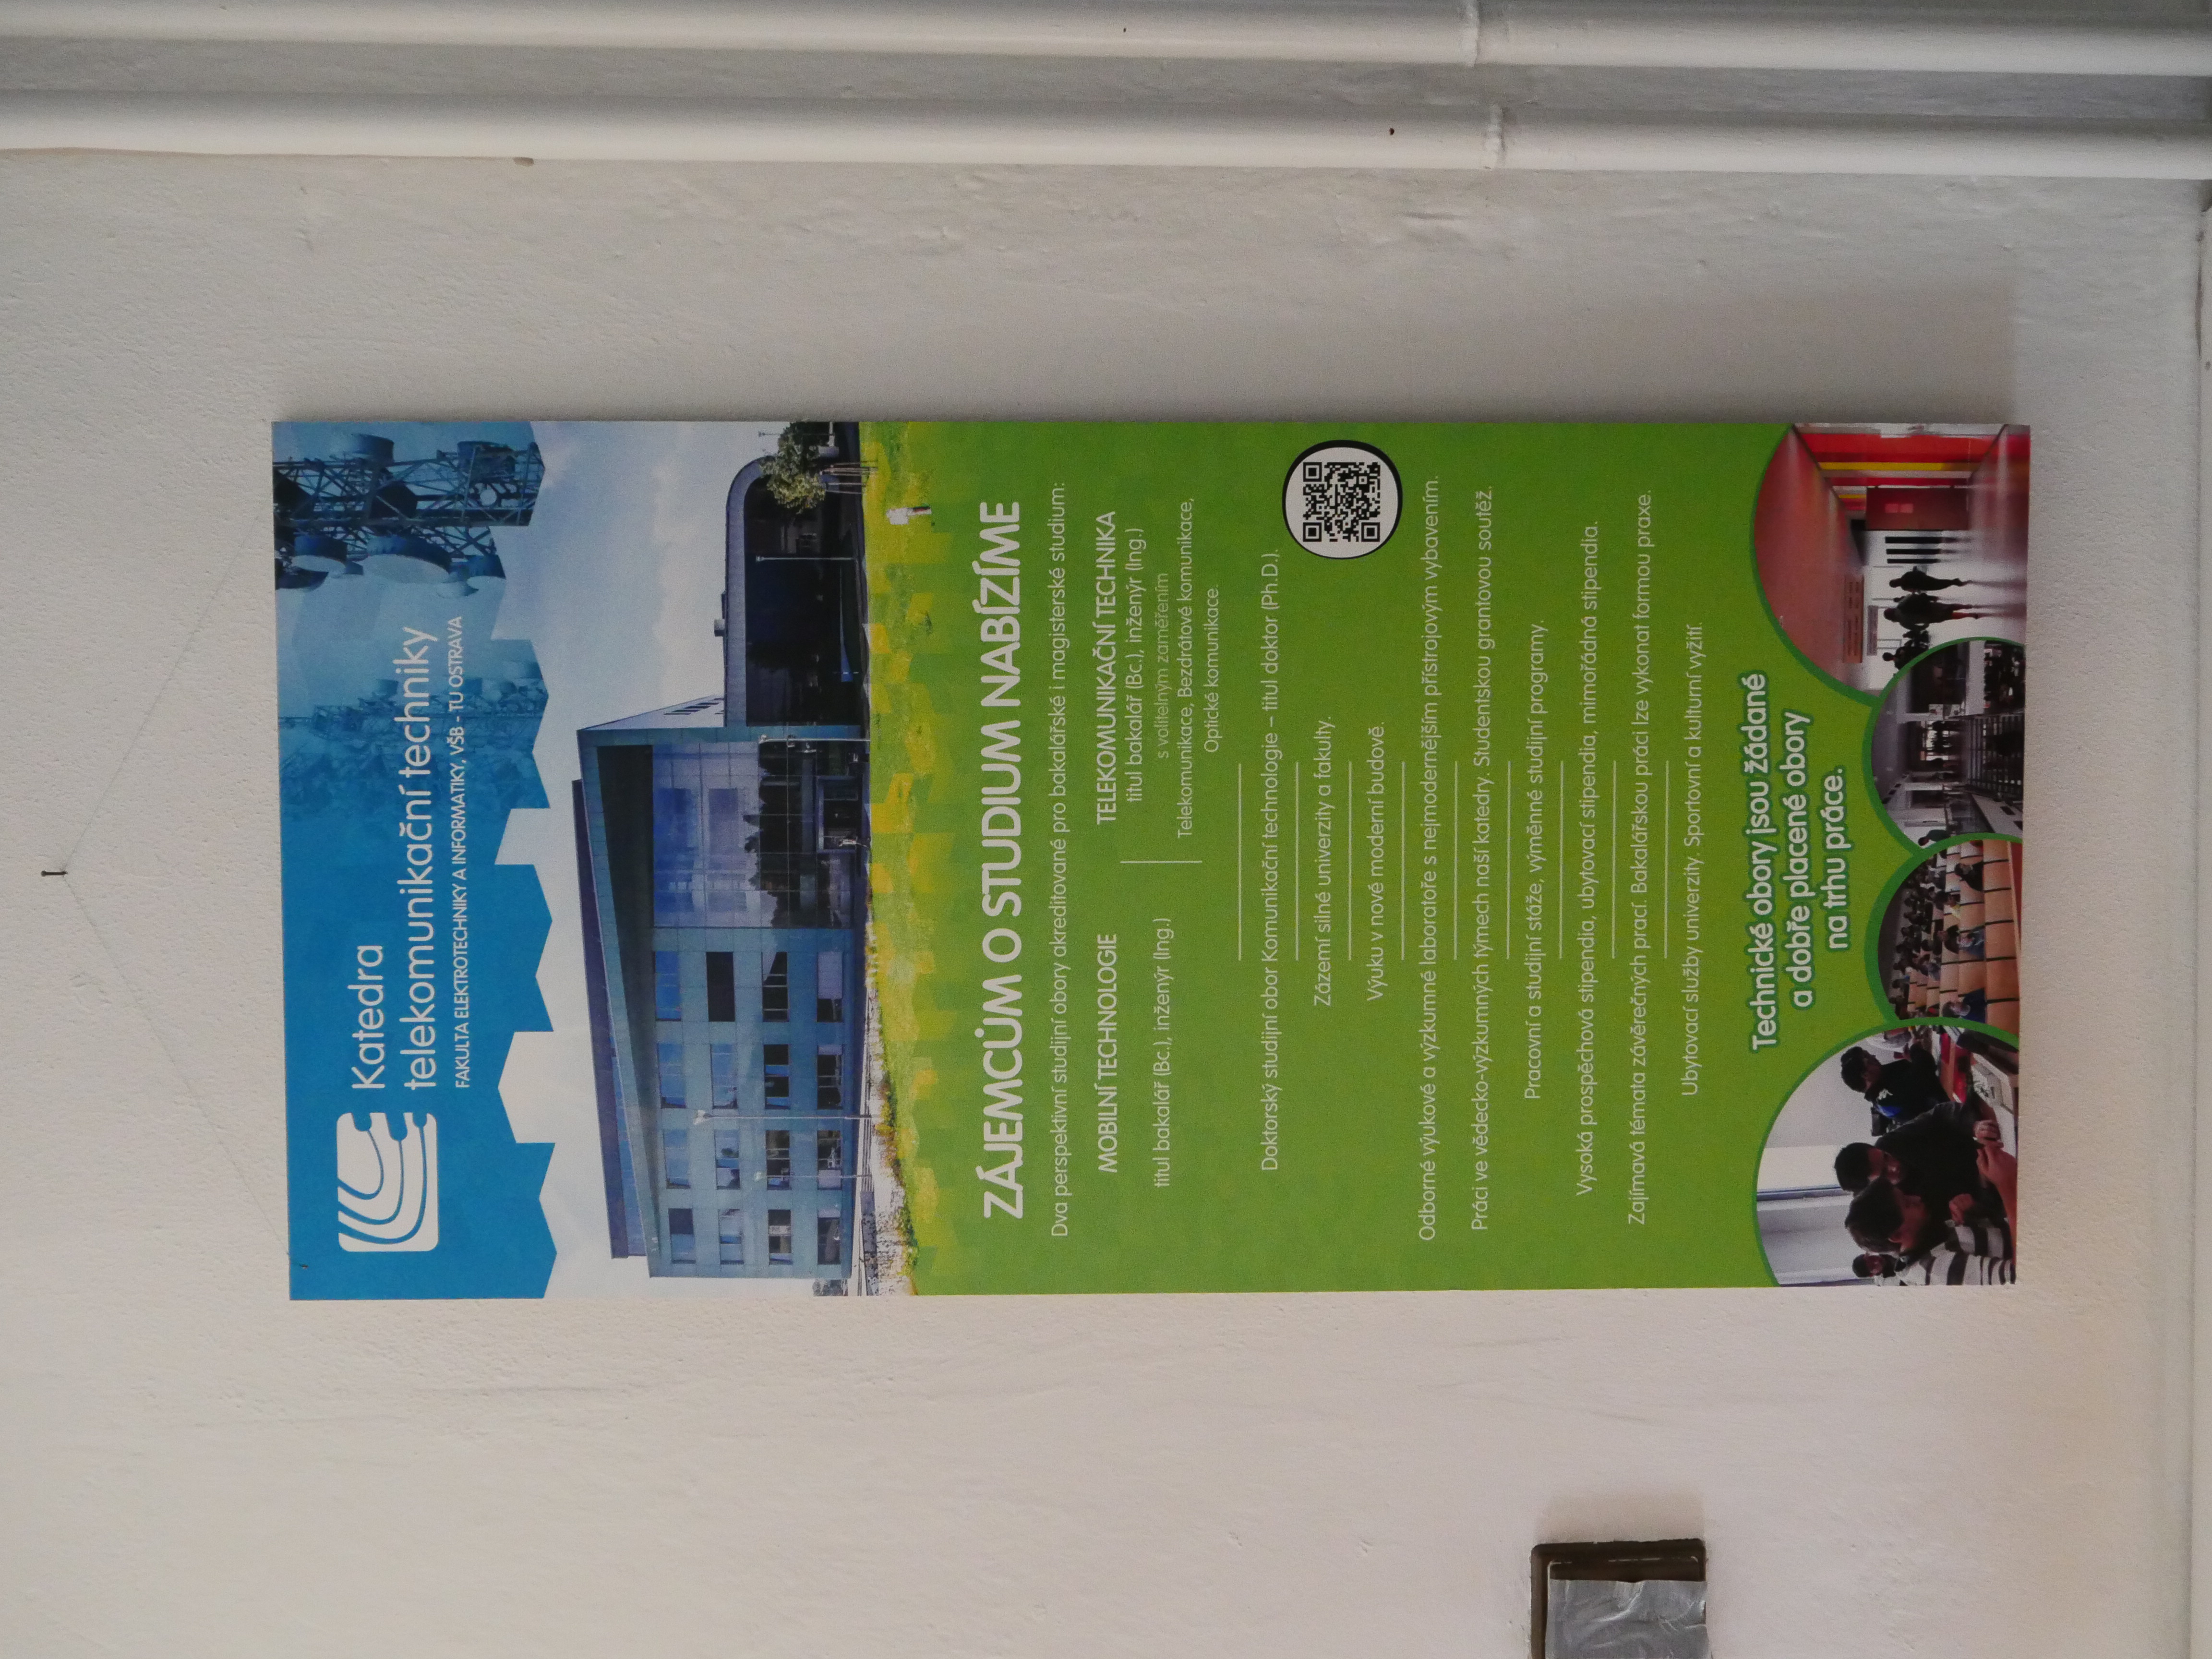 Katedra
telekomunikační techniky
FAKULTA ELEKTROTECHNIKY A INFORMATIKY, VŠB - TU OSTRAVA
ZÁJEMCŮM O STUDIUM NABÍZÍME
Dva perspektivní studijní obory akreditované pro bakalářské i magisterské studium:
MOBILNÍ TECHNOLOGIE
titul bakalář (Bc.), inženýr (Ing.)
TELEKOMUNIKAČNÍ TECHNIKA
titul bakalář (Bc.), inženýr (Ing.)
s volitelným zaměřením
Telekomunikace, Bezdrátové komunikace,
Optické komunikace.
Doktorský studijní obor Komunikační technologie – titul doktor (Ph.D.).
Zázemí silné univerzity a fakulty.
Výuku v nové moderní budově.
Odborné výukové a výzkumné laboratoře s nejmodernějším přístrojovým vybavením.
Práci ve vědecko-výzkumných týmech naší katedry. Studentskou grantovou soutěž.
Pracovní a studijní stáže, výměnné studijní programy.
Vysoká prospěchová stipendia, ubytovací stipendia, mimořádná stipendia.
Zajímavá témata závěrečných prací. Bakalářskou práci lze vykonat formou praxe.
Ubytovací služby univerzity. Sportovní a kulturní vyžití.
Technické obory jsou žádané
a dobře placené obory
na trhu práce.